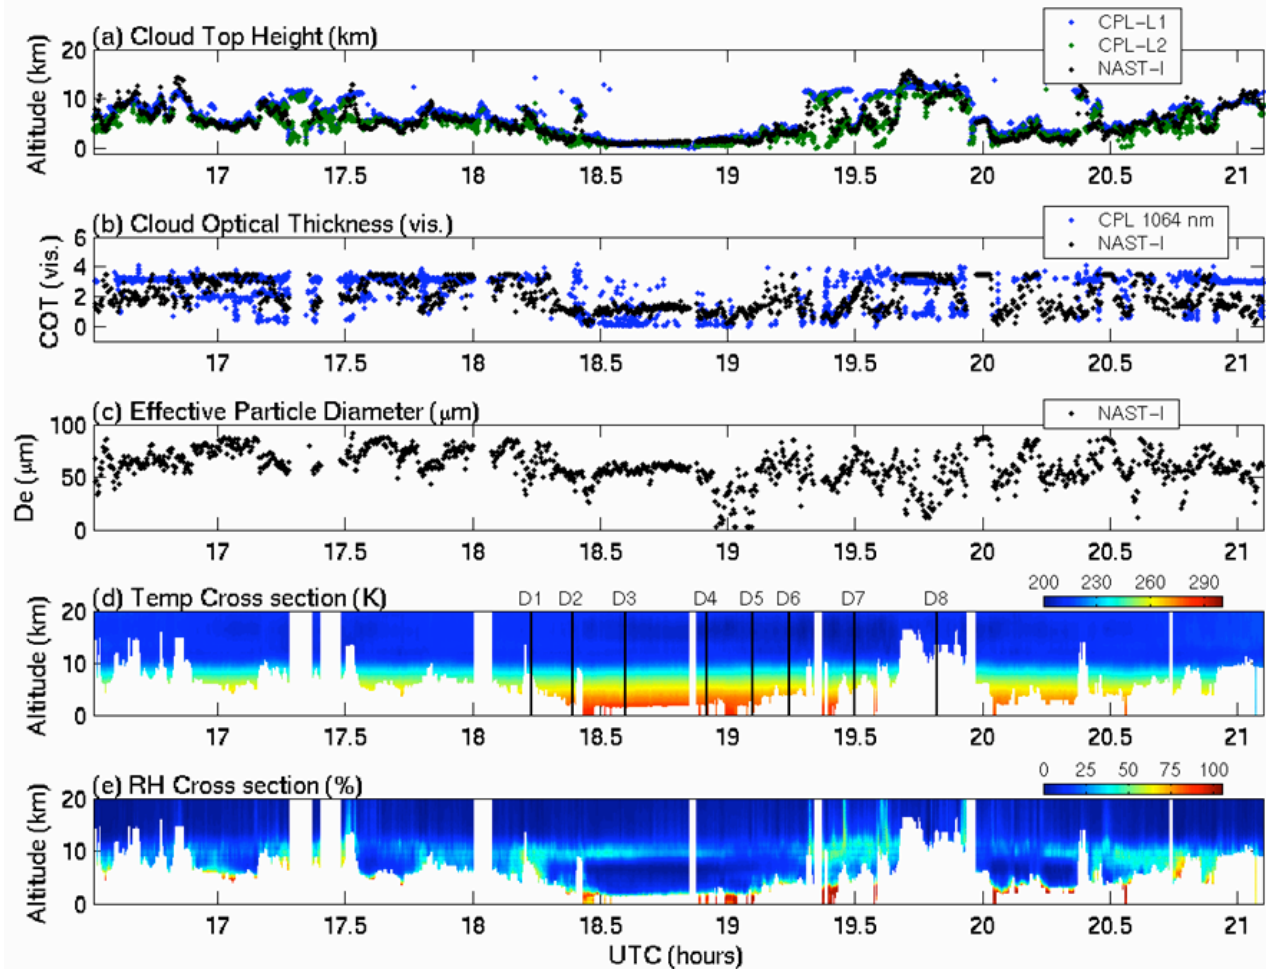 (a) Cloud Top Height (km)
CPL-L1
CPL-L2
NAST-I
Altitude (km)
20
10
0
17 17.5 18 18.5 19 19.5 20 20.5 21
(b) Cloud Optical Thickness (vis.)
CPL 1064 nm
NAST-I
COT (vis.)
6
4
2
0
17 17.5 18 18.5 19 19.5 20 20.5 21
(c) Effective Particle Diameter (μm)
NAST-I
De (μm)
100
50
0
17 17.5 18 18.5 19 19.5 20 20.5 21
(d) Temp Cross section (K)
D1 D2 D3 D4 D5 D6 D7 D8
200 230 260 290
Altitude (km)
20
10
0
17 17.5 18 18.5 19 19.5 20 20.5 21
(e) RH Cross section (%)
0 25 50 75 100
Altitude (km)
20
10
0
17 17.5 18 18.5 19 19.5 20 20.5 21
UTC (hours)